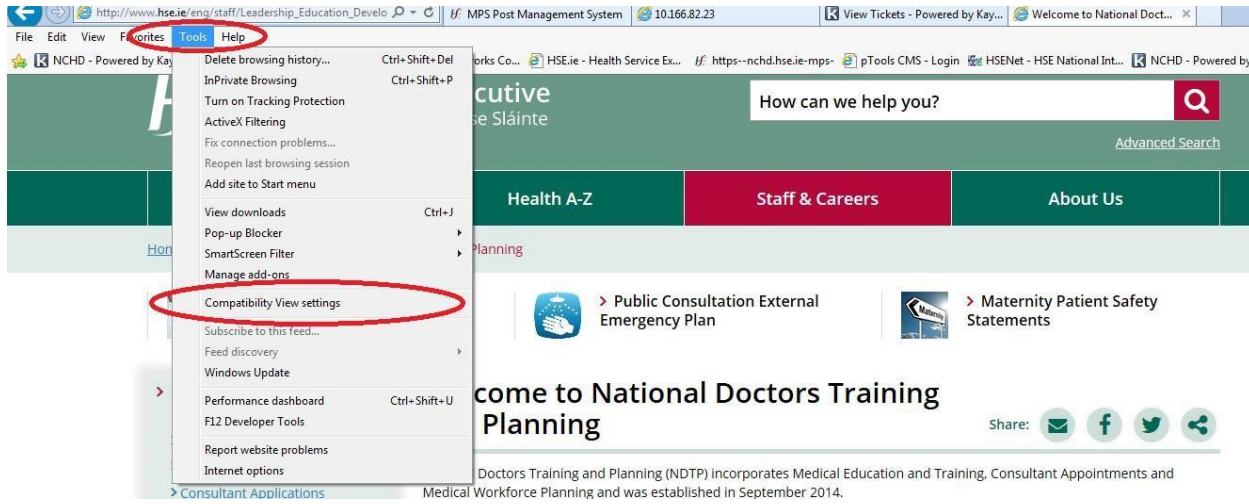 http://www.hse.ie/eng/staff/Leadership_Education_Develo
MPS Post Management System
10.166.82.23
View Tickets - Powered by Kay...
Welcome to National Doct...
File Edit View Favorites Tools Help
NCHD - Powered by Kay
orks Co...
HSE.ie - Health Service Ex...
https--nchd.hse.ie-mps-
pTools CMS - Login
HSENet - HSE National Int...
NCHD - Powered by
Delete browsing history... Ctrl+Shift+Del
InPrivate Browsing Ctrl+Shift+P
Turn on Tracking Protection
ActiveX Filtering
Fix connection problems...
Reopen last browsing session
Add site to Start menu
View downloads Ctrl+J
Pop-up Blocker
SmartScreen Filter
Manage add-ons
Compatibility View settings
Subscribe to this feed...
Feed discovery
Windows Update
Performance dashboard Ctrl+Shift+U
F12 Developer Tools
Report website problems
Internet options
cutive
se Sláinte
How can we help you?
Advanced Search
Health A-Z
Staff & Careers
About Us
Hon
Planning
> Public Consultation External
Emergency Plan
Maternity
> Maternity Patient Safety
Statements
come to National Doctors Training
Planning
Share:
Doctors Training and Planning (NDTP) incorporates Medical Education and Training, Consultant Appointments and
Medical Workforce Planning and was established in September 2014.
> Consultant Applications